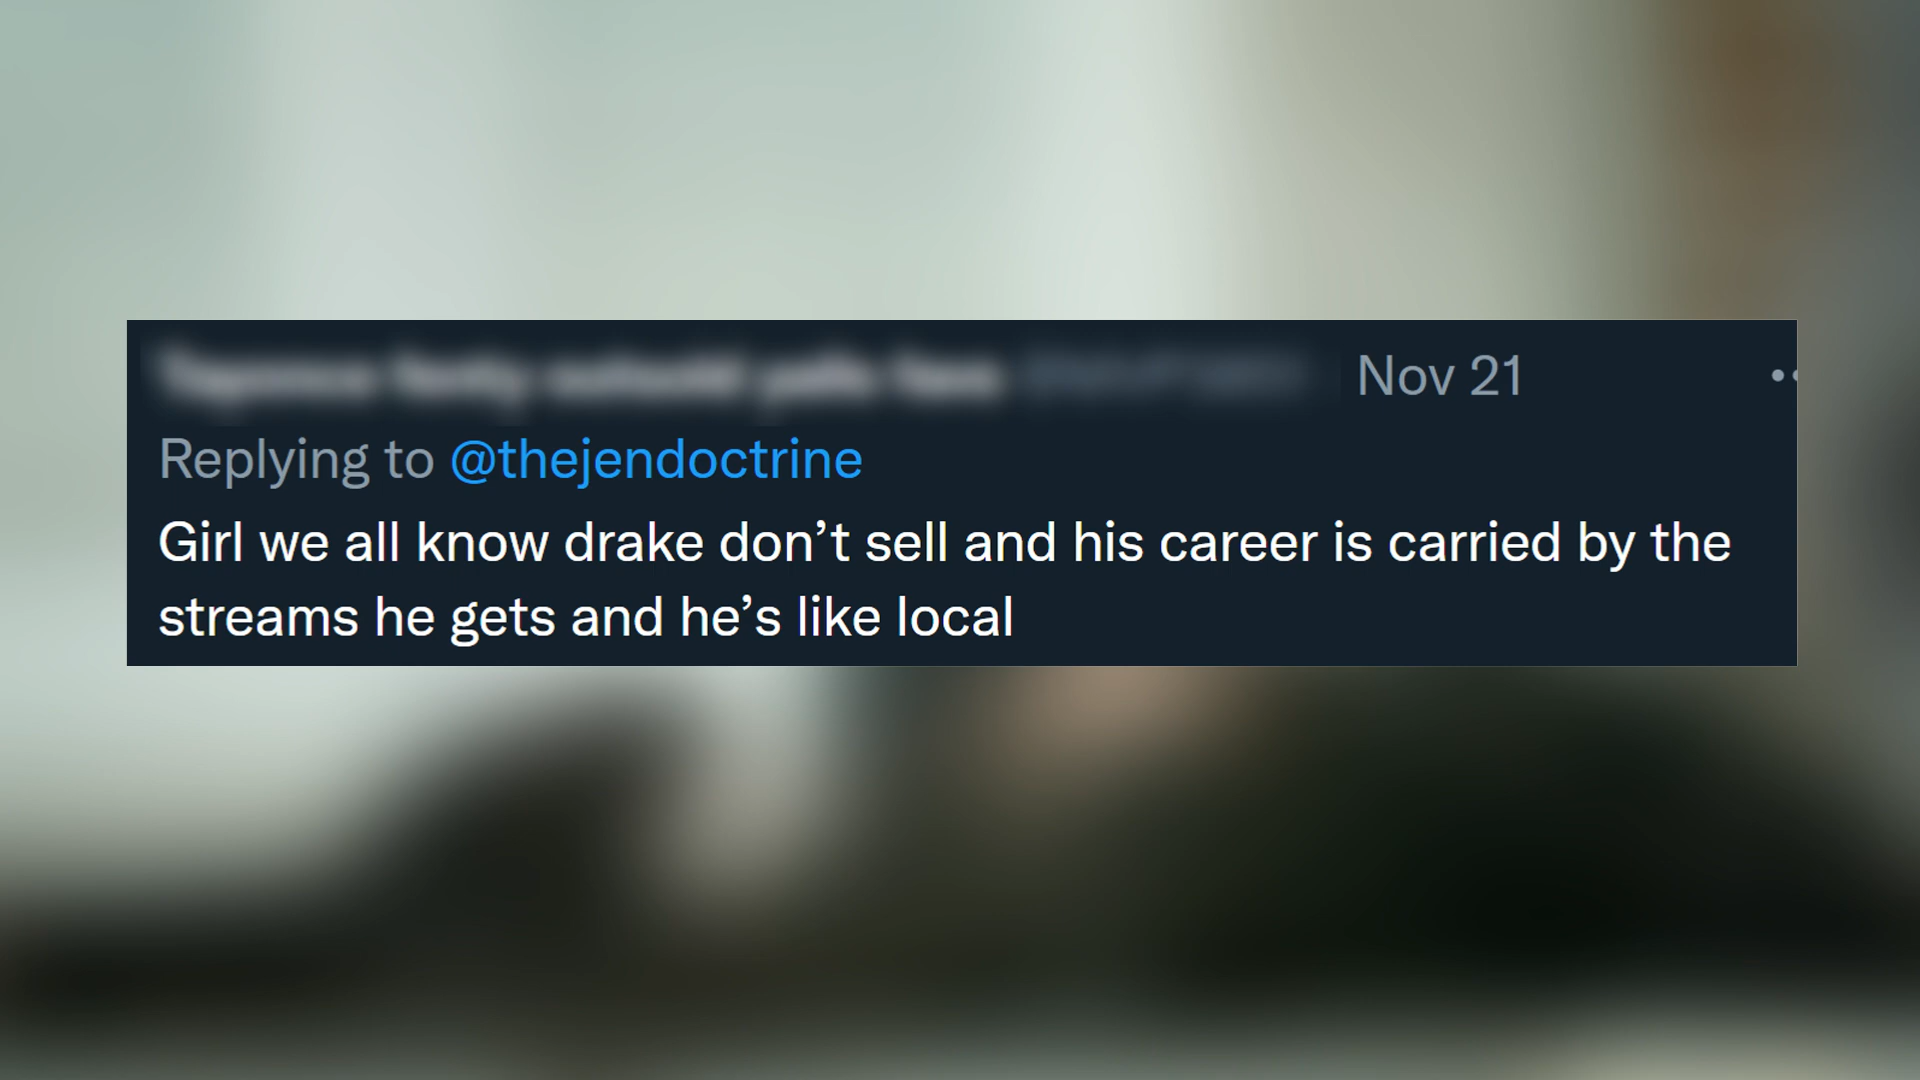 Nov 21
Replying to @thejendoctrine
Girl we all know drake don’t sell and his career is carried by the
streams he gets and he’s like local